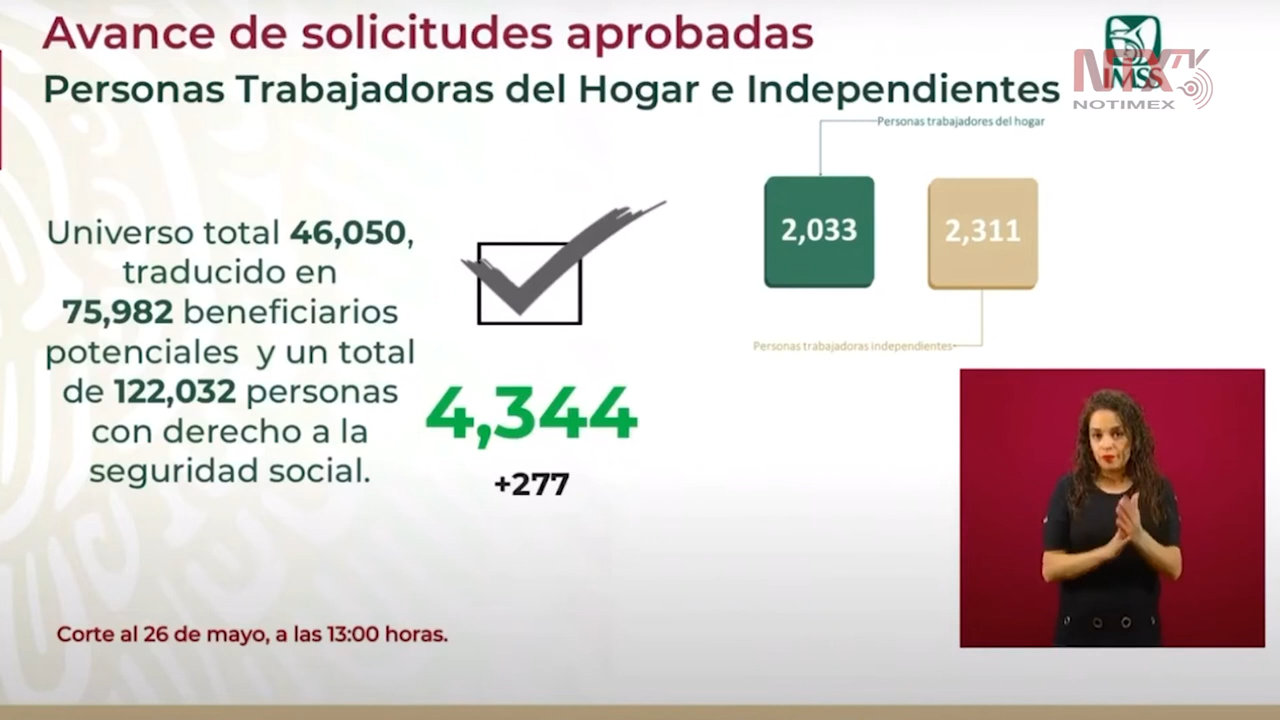 Avance de solicitudes aprobadas
Personas Trabajadoras del Hogar e Independientes
IMSS
NTX TV
NOTIMEX
Personas trabajadores del hogar
2,033
2,311
Personas trabajadoras independientes
Universo total 46,050,
traducido en
75,982 beneficiarios
potenciales y un total
de 122,032 personas
con derecho a la
seguridad social.
4,344
+277
Corte al 26 de mayo, a las 13:00 horas.